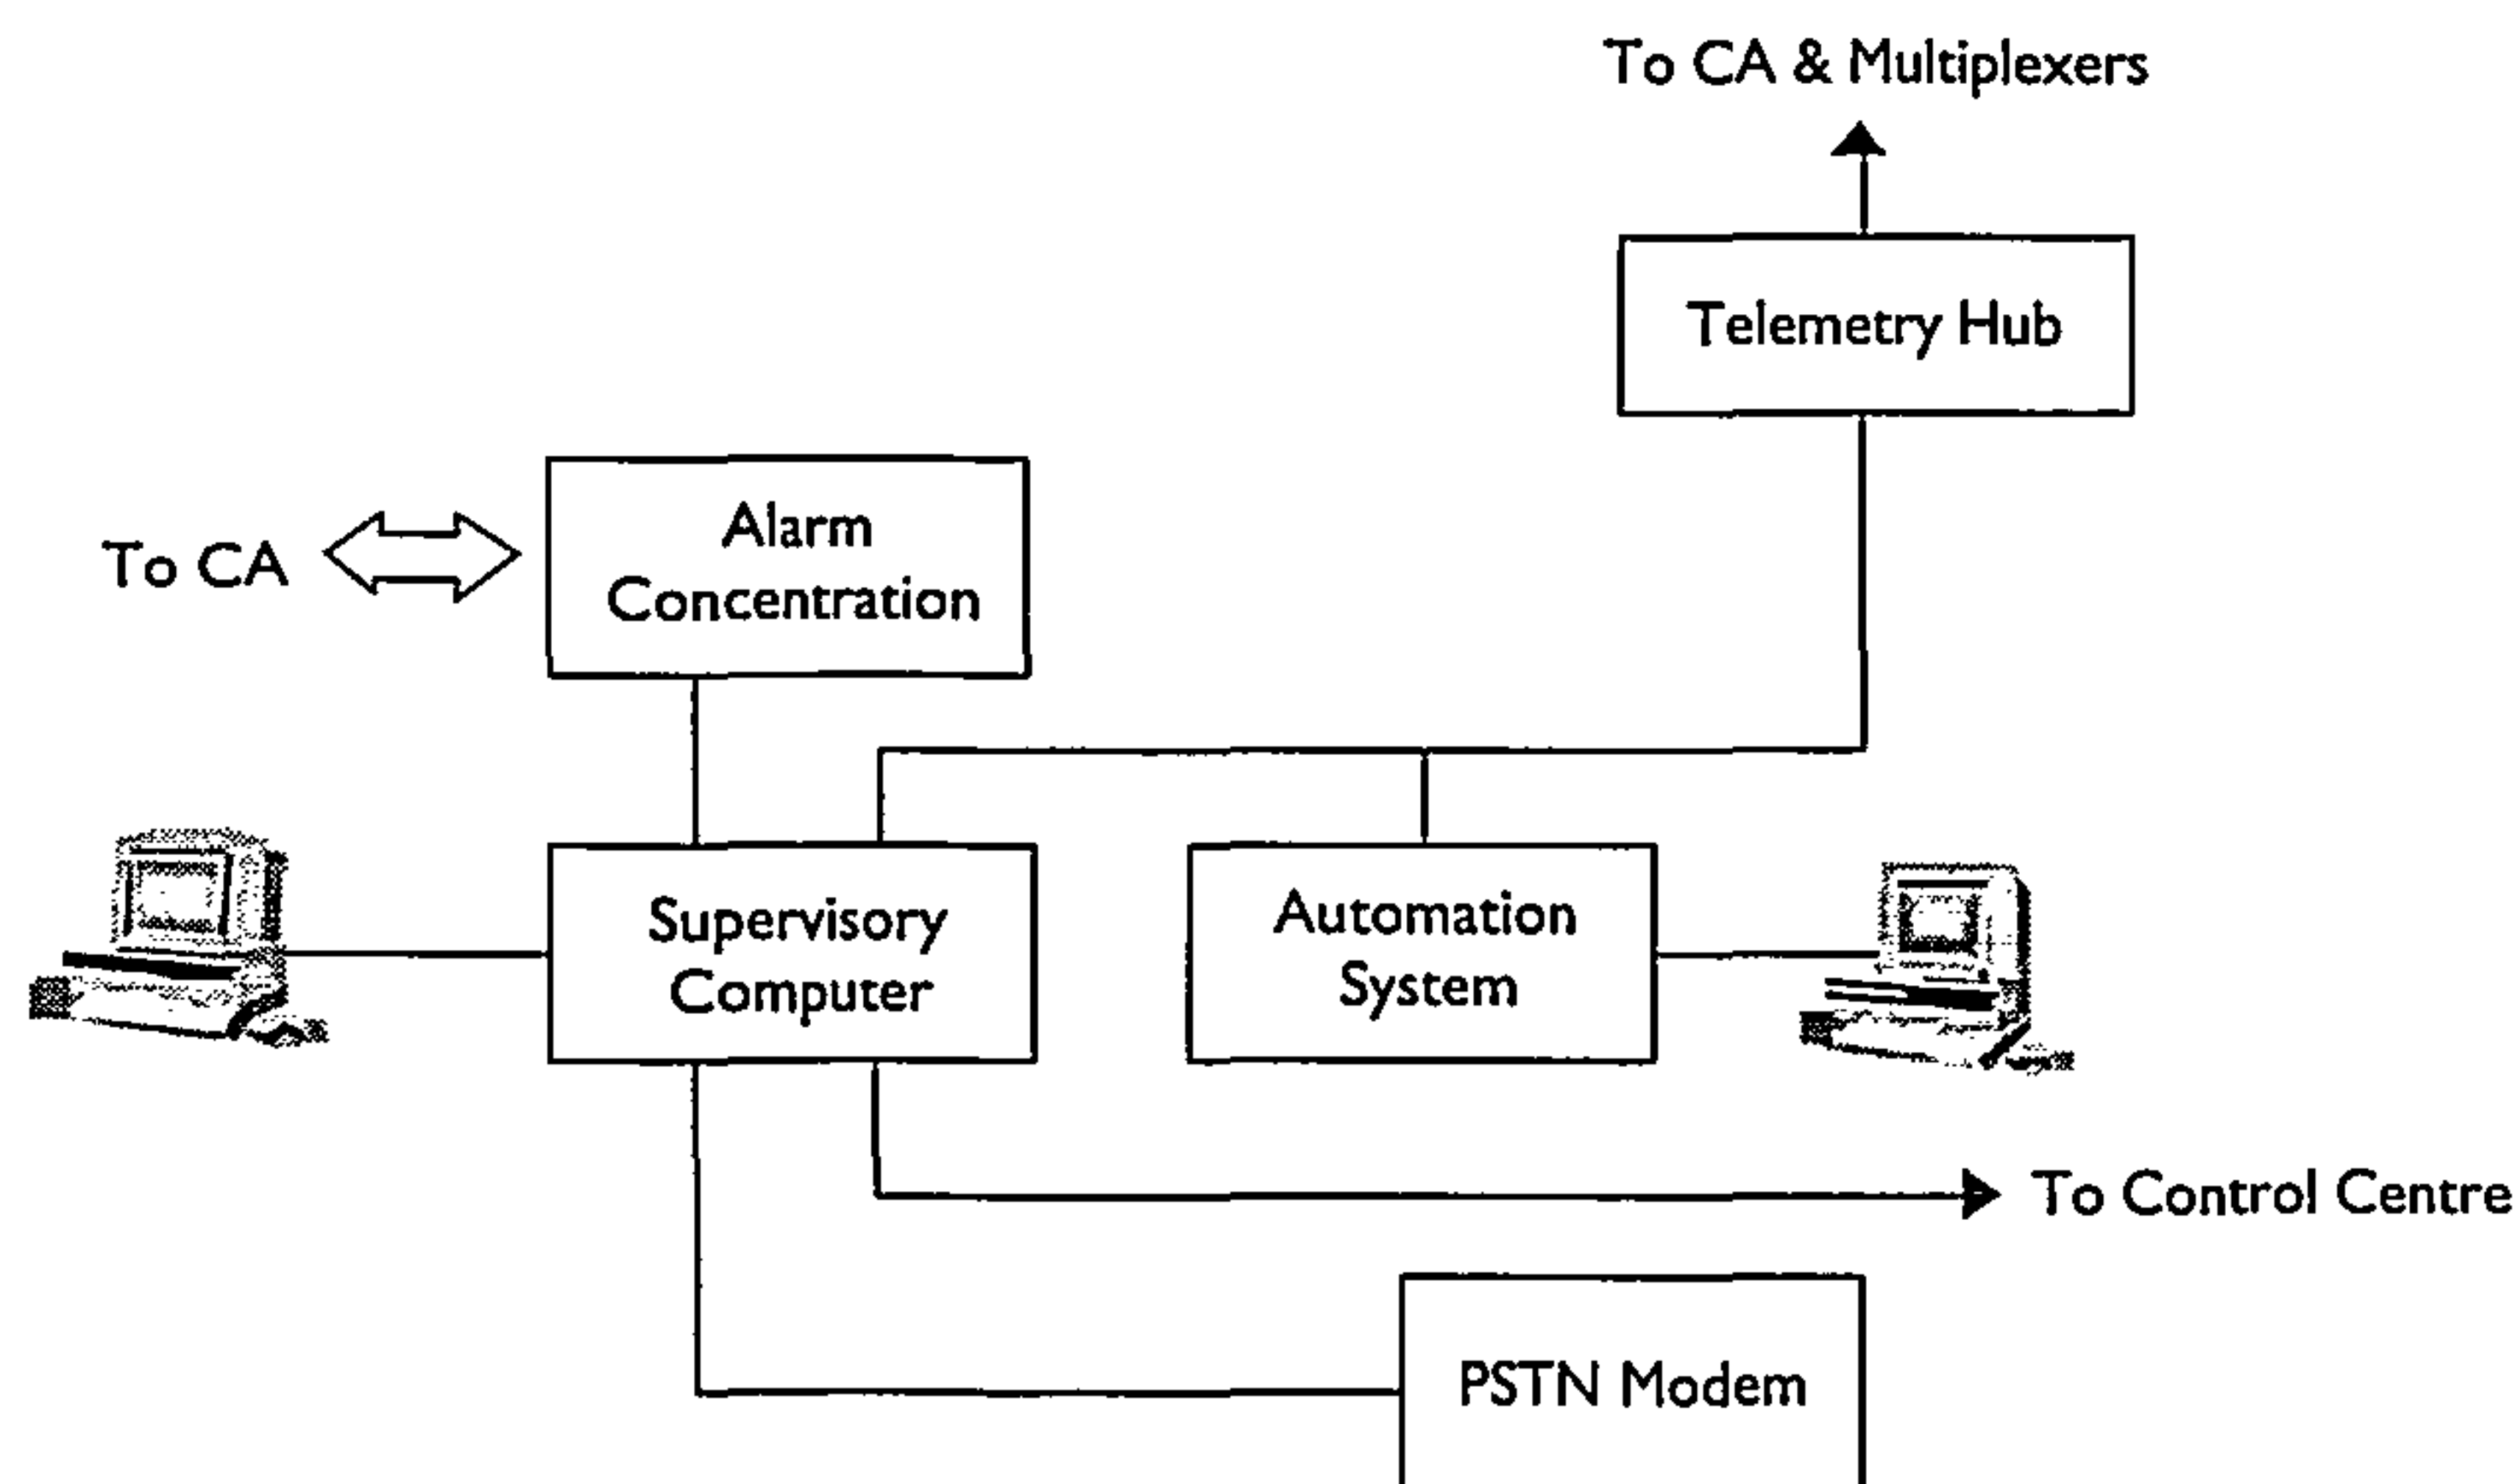 To CA & Multiplexers
Telemetry Hub
Alarm
Concentration
To CA
Supervisory
Computer
Automation
System
To Control Centre
PSTN Modem